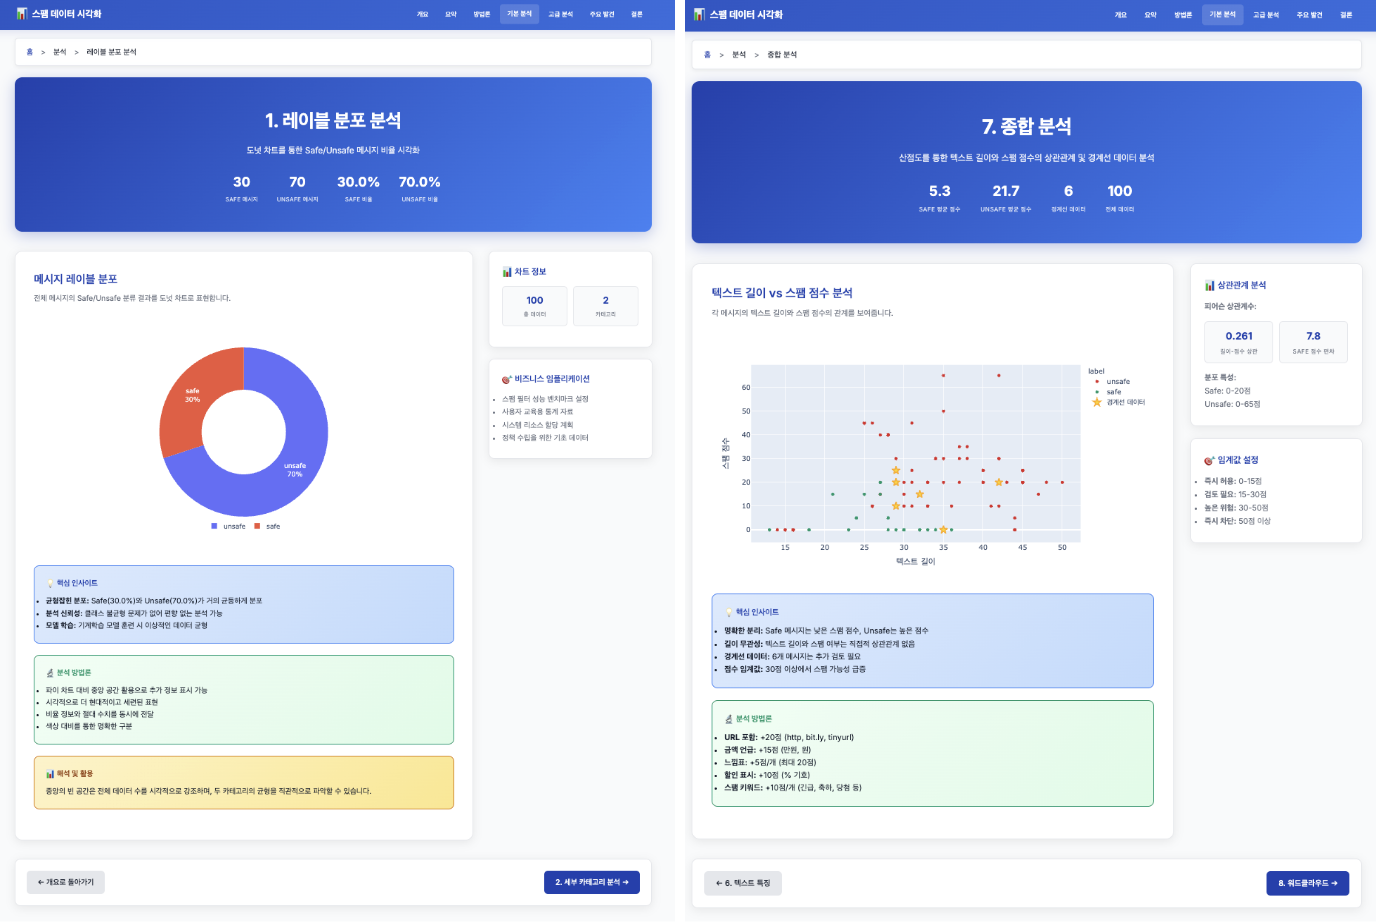 📊 스팸 데이터 시각화
개요 요약 방법론 기본 분석 고급 분석 주요 발견 결론
홈 > 분석 > 레이블 분포 분석
1. 레이블 분포 분석
도넛 차트를 통한 Safe/Unsafe 메시지 비율 시각화
30 70 30.0% 70.0%
SAFE 메시지 UNSAFE 메시지 SAFE 비율 UNSAFE 비율
메시지 레이블 분포
전체 메시지의 Safe/Unsafe 분류 결과를 도넛 차트로 표현합니다.
safe
30%
unsafe
70%
unsafe safe
💡 핵심 인사이트
• 균형잡힌 분포: Safe(30.0%)와 Unsafe(70.0%)가 거의 균등하게 분포
• 분석 신뢰성: 클래스 불균형 문제가 없어 편향 없는 분석 가능
• 모델 학습: 기계학습 모델 훈련 시 이상적인 데이터 균형
🔬 분석 방법론
• 파이 차트 대비 중앙 공간 활용으로 추가 정보 표시 가능
• 시각적으로 더 현대적이고 세련된 표현
• 비율 정보와 절대 수치를 동시에 전달
• 색상 대비를 통한 명확한 구분
📊 해석 및 활용
중앙의 빈 공간은 전체 데이터 수를 시각적으로 강조하며, 두 카테고리의 균형을 직관적으로 파악할 수 있습니다.
📊 차트 정보
100 2
총 데이터 카테고리
🎯 비즈니스 임플리케이션
• 스팸 필터 성능 벤치마크 설정
• 사용자 교육용 통계 자료
• 시스템 리소스 할당 계획
• 정책 수립을 위한 기초 데이터
← 개요로 돌아가기
2. 세부 카테고리 분석 →
📊 스팸 데이터 시각화
개요 요약 방법론 기본 분석 고급 분석 주요 발견 결론
홈 > 분석 > 종합 분석
7. 종합 분석
산점도를 통한 텍스트 길이와 스팸 점수의 상관관계 및 경계선 데이터 분석
5.3 21.7 6 100
SAFE 평균 점수 UNSAFE 평균 점수 경계선 데이터 전체 데이터
텍스트 길이 vs 스팸 점수 분석
각 메시지의 텍스트 길이와 스팸 점수의 관계를 보여줍니다.
스팸 점수
60
50
40
30
20
10
0
15 20 25 30 35 40 45 50
텍스트 길이
label
unsafe
safe
경계선 데이터
💡 핵심 인사이트
• 명확한 분리: Safe 메시지는 낮은 스팸 점수, Unsafe는 높은 점수
• 길이 무관성: 텍스트 길이와 스팸 여부는 직접적 상관관계 없음
• 경계선 데이터: 6개 메시지는 추가 검토 필요
• 점수 임계값: 30점 이상에서 스팸 가능성 급증
🔬 분석 방법론
• URL 포함: +20점 (http, bit.ly, tinyurl)
• 금액 언급: +15점 (만원, 원)
• 느낌표: +5점/개 (최대 20점)
• 할인 표시: +10점 (% 기호)
• 스팸 키워드: +10점/개 (긴급, 축하, 당첨 등)
📊 상관관계 분석
피어슨 상관계수:
0.261 7.8
길이-점수 상관 SAFE 점수 편차
분포 특성:
Safe: 0-20점
Unsafe: 0-65점
🎯 임계값 설정
• 즉시 허용: 0-15점
• 검토 필요: 15-30점
• 높은 위험: 30-50점
• 즉시 차단: 50점 이상
← 6. 텍스트 특징
8. 워드클라우드 →